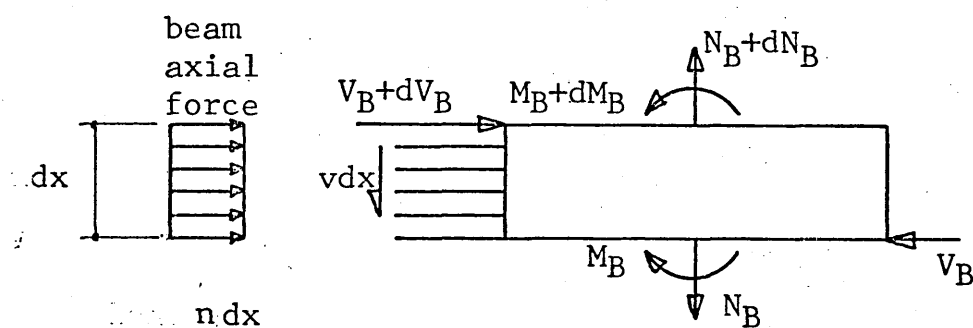 beam
axial
force
N_B+dN_B
V_B+dV_B
M_B+dM_B
dx
vdx
M_B
V_B
N_B
n dx